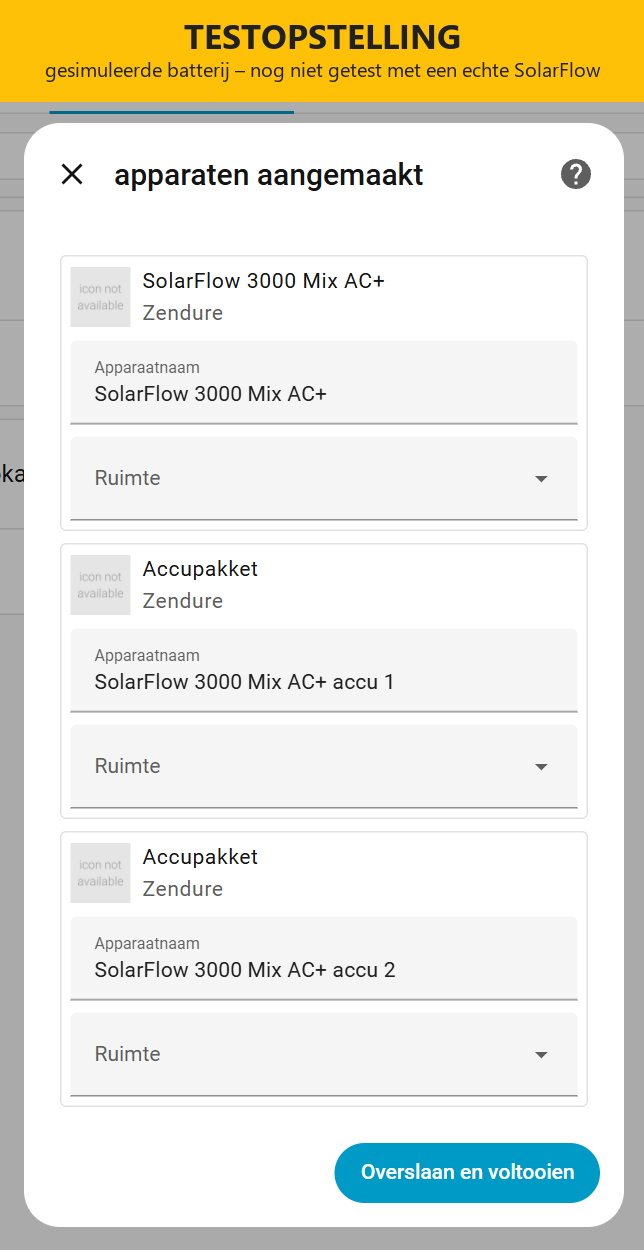 TESTOPSTELLING
gesimuleerde batterij – nog niet getest met een echte SolarFlow
apparaten aangemaakt
icon not
available
SolarFlow 3000 Mix AC+
Zendure
Apparaatnaam
SolarFlow 3000 Mix AC+
Ruimte
oka
icon not
available
Accupakket
Zendure
Apparaatnaam
SolarFlow 3000 Mix AC+ accu 1
Ruimte
icon not
available
Accupakket
Zendure
Apparaatnaam
SolarFlow 3000 Mix AC+ accu 2
Ruimte
Overslaan en voltooien